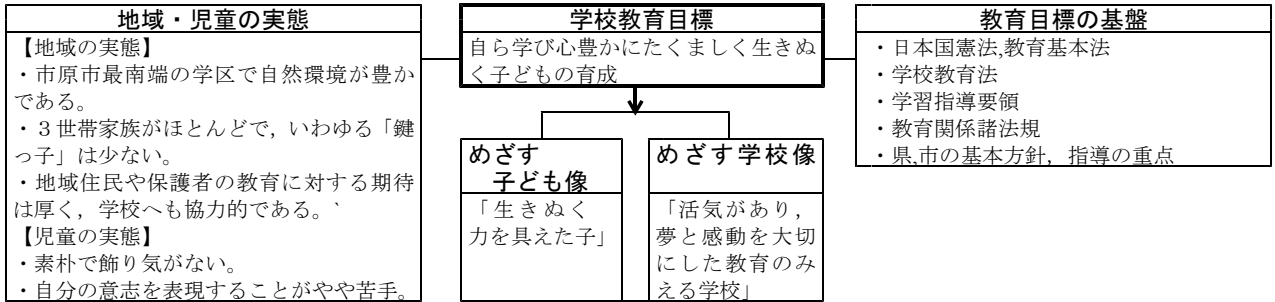 地域・児童の実態
【地域の実態】
・市原市最南端の学区で自然環境が豊か
である。
・３世帯家族がほとんどで，いわゆる「鍵
っ子」は少ない。
・地域住民や保護者の教育に対する期待
は厚く，学校へも協力的である。`
【児童の実態】
・素朴で飾り気がない。
・自分の意志を表現することがやや苦手。
学校教育目標
自ら学び心豊かにたくましく生きぬ
く子どもの育成
めざす
子ども像
「生きぬく
力を具えた子」
めざす学校像
「活気があり，
夢と感動を大切
にした教育のみ
える学校」
教育目標の基盤
・日本国憲法,教育基本法
・学校教育法
・学習指導要領
・教育関係諸法規
・県,市の基本方針，指導の重点